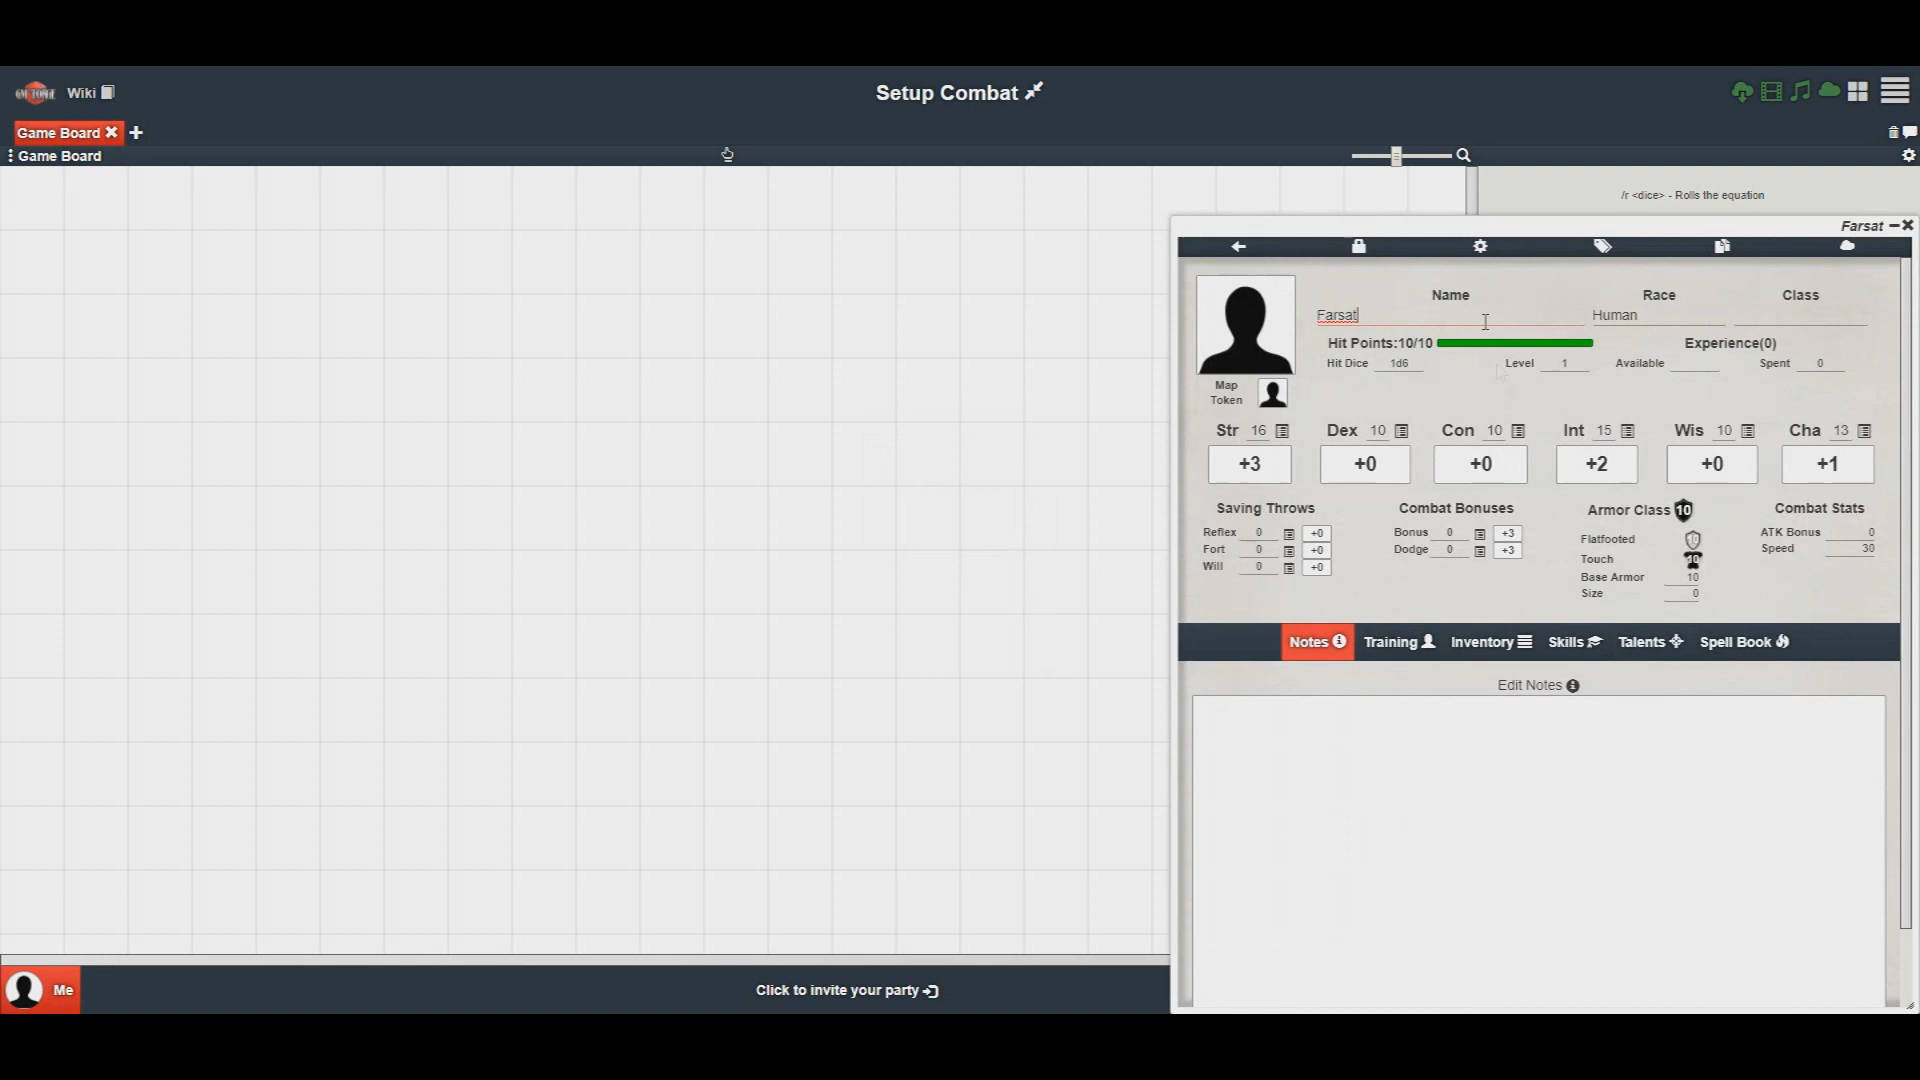 Wiki
Setup Combat
Game Board
Game Board
/r <dice> - Rolls the equation
Farsat
Name Race Class
Farsat Human
Hit Points:10/10 Experience(0)
Hit Dice 1d6 Level 1 Available Spent 0
Map
Token
Str 16 Dex 10 Con 10 Int 15 Wis 10 Cha 13
+3 +0 +0 +2 +0 +1
Saving Throws Combat Bonuses Armor Class 10 Combat Stats
Reflex 0 +0 Bonus 0 +3 ATK Bonus 0
Flatfooted
Fort 0 +0 Dodge 0 +3 Speed 30
Touch 10
Will 0 +0
Base Armor 10
Size 0
Notes Training Inventory Skills Talents Spell Book
Edit Notes
Me
Click to invite your party